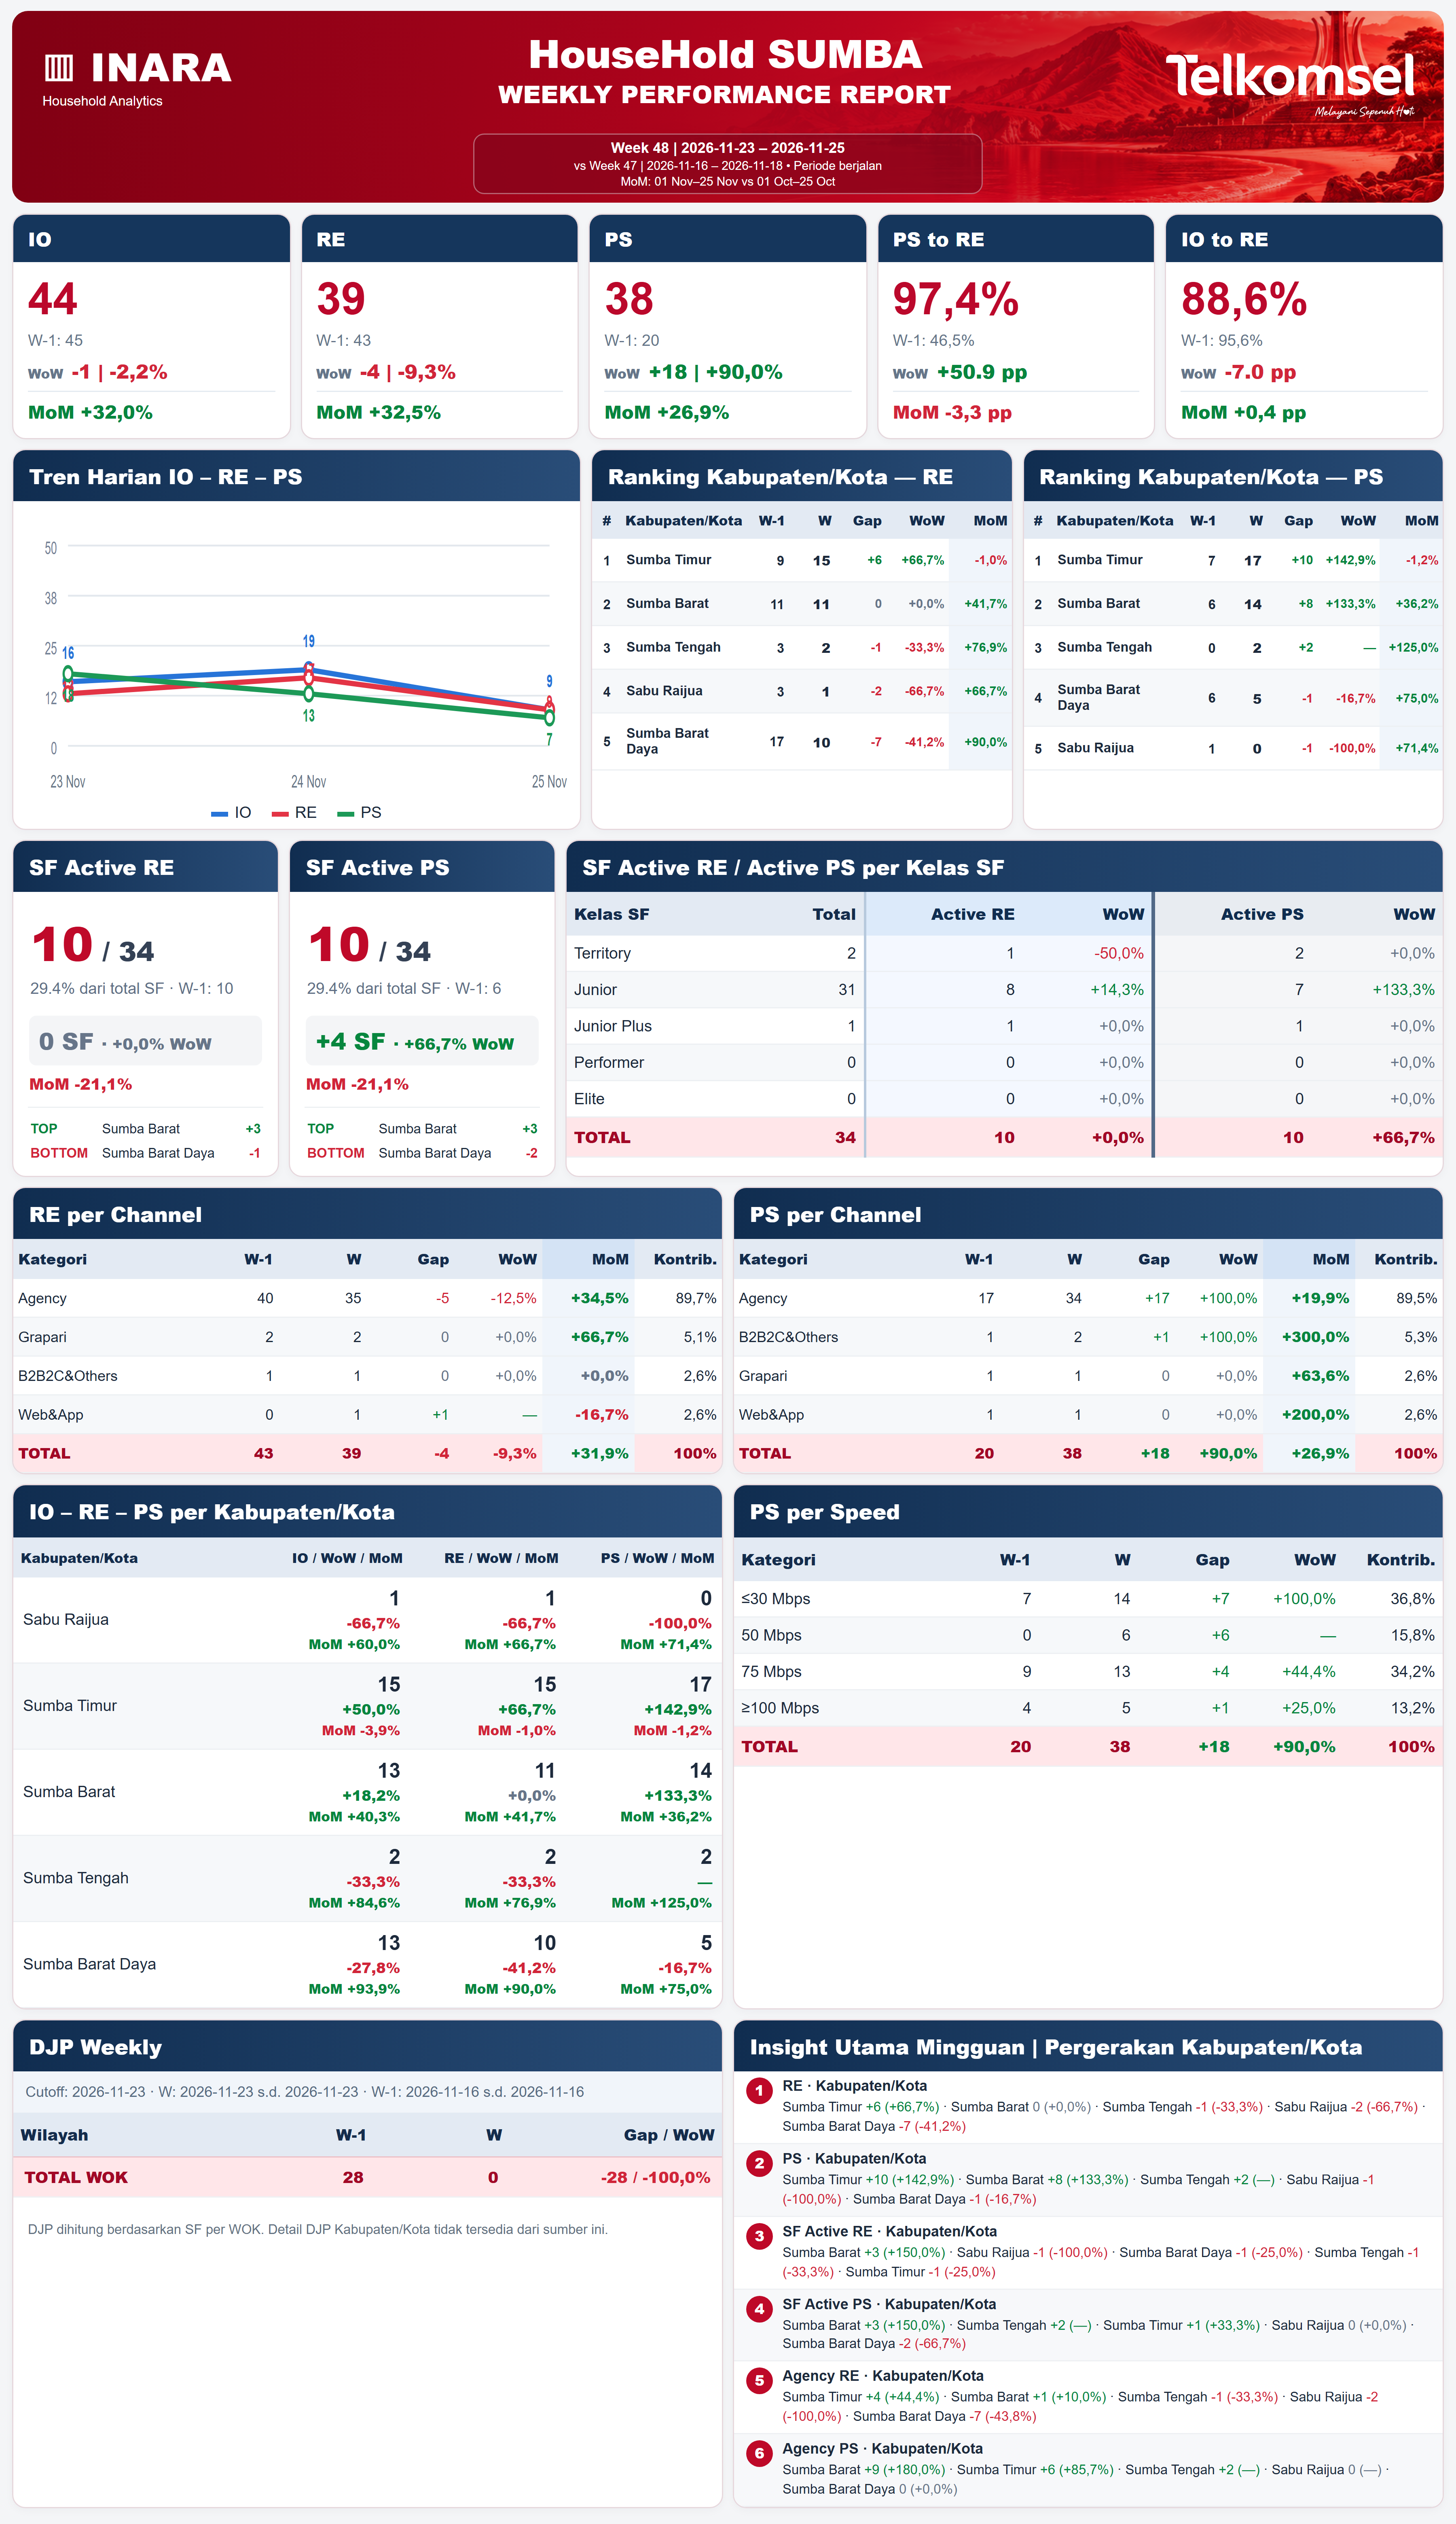 INARA
Household Analytics
HouseHold SUMBA
WEEKLY PERFORMANCE REPORT
Week 48 | 2026-11-23 – 2026-11-25
vs Week 47 | 2026-11-16 – 2026-11-18 • Periode berjalan
MoM: 01 Nov–25 Nov vs 01 Oct–25 Oct
Telkomsel
Melayani Sepenuh Hati
IO
44
W-1: 45
WoW -1 | -2,2%
MoM +32,0%
RE
39
W-1: 43
WoW -4 | -9,3%
MoM +32,5%
PS
38
W-1: 20
WoW +18 | +90,0%
MoM +26,9%
PS to RE
97,4%
W-1: 46,5%
WoW +50.9 pp
MoM -3,3 pp
IO to RE
88,6%
W-1: 95,6%
WoW -7.0 pp
MoM +0,4 pp
Tren Harian IO – RE – PS
50
38
25
12
0
16
19
13
9
7
23 Nov 24 Nov 25 Nov
IO RE PS
Ranking Kabupaten/Kota — RE
# Kabupaten/Kota W-1 W Gap WoW MoM
1 Sumba Timur 9 15 +6 +66,7% -1,0%
2 Sumba Barat 11 11 0 +0,0% +41,7%
3 Sumba Tengah 3 2 -1 -33,3% +76,9%
4 Sabu Raijua 3 1 -2 -66,7% +66,7%
5 Sumba Barat Daya 17 10 -7 -41,2% +90,0%
Ranking Kabupaten/Kota — PS
# Kabupaten/Kota W-1 W Gap WoW MoM
1 Sumba Timur 7 17 +10 +142,9% -1,2%
2 Sumba Barat 6 14 +8 +133,3% +36,2%
3 Sumba Tengah 0 2 +2 — +125,0%
4 Sumba Barat Daya 6 5 -1 -16,7% +75,0%
5 Sabu Raijua 1 0 -1 -100,0% +71,4%
SF Active RE
10 / 34
29.4% dari total SF · W-1: 10
0 SF · +0,0% WoW
MoM -21,1%
TOP Sumba Barat +3
BOTTOM Sumba Barat Daya -1
SF Active PS
10 / 34
29.4% dari total SF · W-1: 6
+4 SF · +66,7% WoW
MoM -21,1%
TOP Sumba Barat +3
BOTTOM Sumba Barat Daya -2
SF Active RE / Active PS per Kelas SF
Kelas SF Total Active RE WoW Active PS WoW
Territory 2 1 -50,0% 2 +0,0%
Junior 31 8 +14,3% 7 +133,3%
Junior Plus 1 1 +0,0% 1 +0,0%
Performer 0 0 +0,0% 0 +0,0%
Elite 0 0 +0,0% 0 +0,0%
TOTAL 34 10 +0,0% 10 +66,7%
RE per Channel
Kategori W-1 W Gap WoW MoM Kontrib.
Agency 40 35 -5 -12,5% +34,5% 89,7%
Grapari 2 2 0 +0,0% +66,7% 5,1%
B2B2C&Others 1 1 0 +0,0% +0,0% 2,6%
Web&App 0 1 +1 — -16,7% 2,6%
TOTAL 43 39 -4 -9,3% +31,9% 100%
PS per Channel
Kategori W-1 W Gap WoW MoM Kontrib.
Agency 17 34 +17 +100,0% +19,9% 89,5%
B2B2C&Others 1 2 +1 +100,0% +300,0% 5,3%
Grapari 1 1 0 +0,0% +63,6% 2,6%
Web&App 1 1 0 +0,0% +200,0% 2,6%
TOTAL 20 38 +18 +90,0% +26,9% 100%
IO – RE – PS per Kabupaten/Kota
Kabupaten/Kota IO / WoW / MoM RE / WoW / MoM PS / WoW / MoM
Sabu Raijua
1 1 0
-66,7% -66,7% -100,0%
MoM +60,0% MoM +66,7% MoM +71,4%
Sumba Timur
15 15 17
+50,0% +66,7% +142,9%
MoM -3,9% MoM -1,0% MoM -1,2%
Sumba Barat
13 11 14
+18,2% +0,0% +133,3%
MoM +40,3% MoM +41,7% MoM +36,2%
Sumba Tengah
2 2 2
-33,3% -33,3% —
MoM +84,6% MoM +76,9% MoM +125,0%
Sumba Barat Daya
13 10 5
-27,8% -41,2% -16,7%
MoM +93,9% MoM +90,0% MoM +75,0%
PS per Speed
Kategori W-1 W Gap WoW Kontrib.
≤30 Mbps 7 14 +7 +100,0% 36,8%
50 Mbps 0 6 +6 — 15,8%
75 Mbps 9 13 +4 +44,4% 34,2%
≥100 Mbps 4 5 +1 +25,0% 13,2%
TOTAL 20 38 +18 +90,0% 100%
DJP Weekly
Cutoff: 2026-11-23 · W: 2026-11-23 s.d. 2026-11-23 · W-1: 2026-11-16 s.d. 2026-11-16
Wilayah W-1 W Gap / WoW
TOTAL WOK 28 0 -28 / -100,0%
DJP dihitung berdasarkan SF per WOK. Detail DJP Kabupaten/Kota tidak tersedia dari sumber ini.
Insight Utama Mingguan | Pergerakan Kabupaten/Kota
1 RE · Kabupaten/Kota
Sumba Timur +6 (+66,7%) · Sumba Barat 0 (+0,0%) · Sumba Tengah -1 (-33,3%) · Sabu Raijua -2 (-66,7%) ·
Sumba Barat Daya -7 (-41,2%)
2 PS · Kabupaten/Kota
Sumba Timur +10 (+142,9%) · Sumba Barat +8 (+133,3%) · Sumba Tengah +2 (—) · Sabu Raijua -1
(-100,0%) · Sumba Barat Daya -1 (-16,7%)
3 SF Active RE · Kabupaten/Kota
Sumba Barat +3 (+150,0%) · Sabu Raijua -1 (-100,0%) · Sumba Barat Daya -1 (-25,0%) · Sumba Tengah -1
(-33,3%) · Sumba Timur -1 (-25,0%)
4 SF Active PS · Kabupaten/Kota
Sumba Barat +3 (+150,0%) · Sumba Tengah +2 (—) · Sumba Timur +1 (+33,3%) · Sabu Raijua 0 (+0,0%) ·
Sumba Barat Daya -2 (-66,7%)
5 Agency RE · Kabupaten/Kota
Sumba Timur +4 (+44,4%) · Sumba Barat +1 (+10,0%) · Sumba Tengah -1 (-33,3%) · Sabu Raijua -2
(-100,0%) · Sumba Barat Daya -7 (-43,8%)
6 Agency PS · Kabupaten/Kota
Sumba Barat +9 (+180,0%) · Sumba Timur +6 (+85,7%) · Sumba Tengah +2 (—) · Sabu Raijua 0 (—) ·
Sumba Barat Daya 0 (+0,0%)